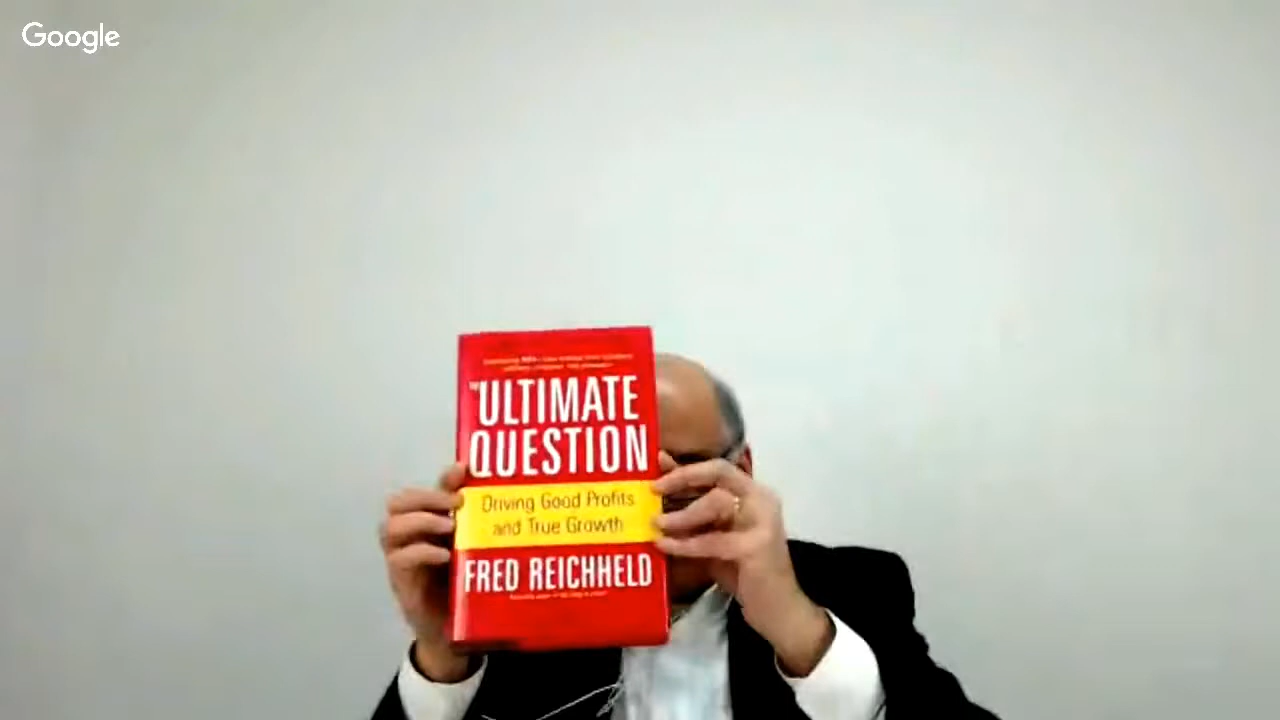 Google
ULTIMATE
QUESTION
Driving Good Profits
and True Growth
FRED REICHHELD